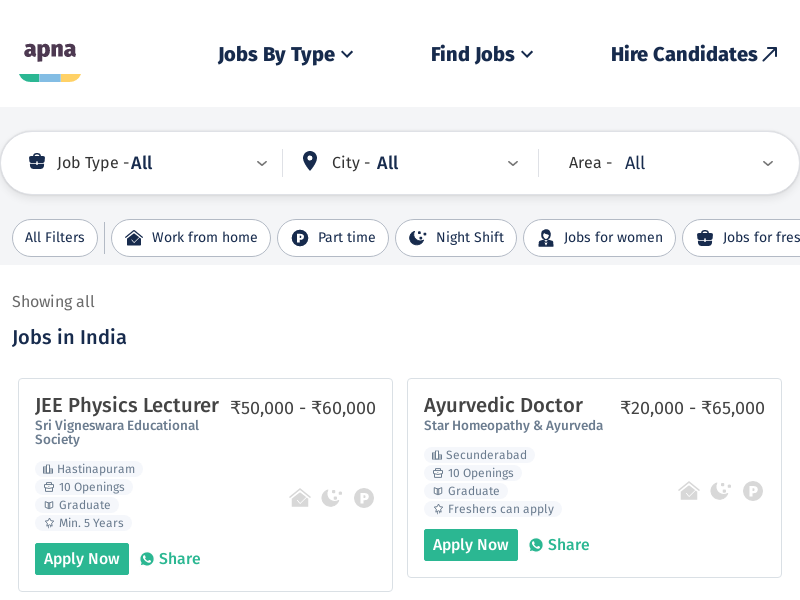 apna
Jobs By Type
Find Jobs
Hire Candidates
Job Type - All
City - All
Area - All
All Filters
Work from home
Part time
Night Shift
Jobs for women
Jobs for fres
Showing all
Jobs in India
JEE Physics Lecturer
₹50,000 - ₹60,000
Sri Vigneswara Educational
Society
Hastinapuram
10 Openings
Graduate
Min. 5 Years
Apply Now
Share
Ayurvedic Doctor
₹20,000 - ₹65,000
Star Homeopathy & Ayurveda
Secunderabad
10 Openings
Graduate
Freshers can apply
Apply Now
Share